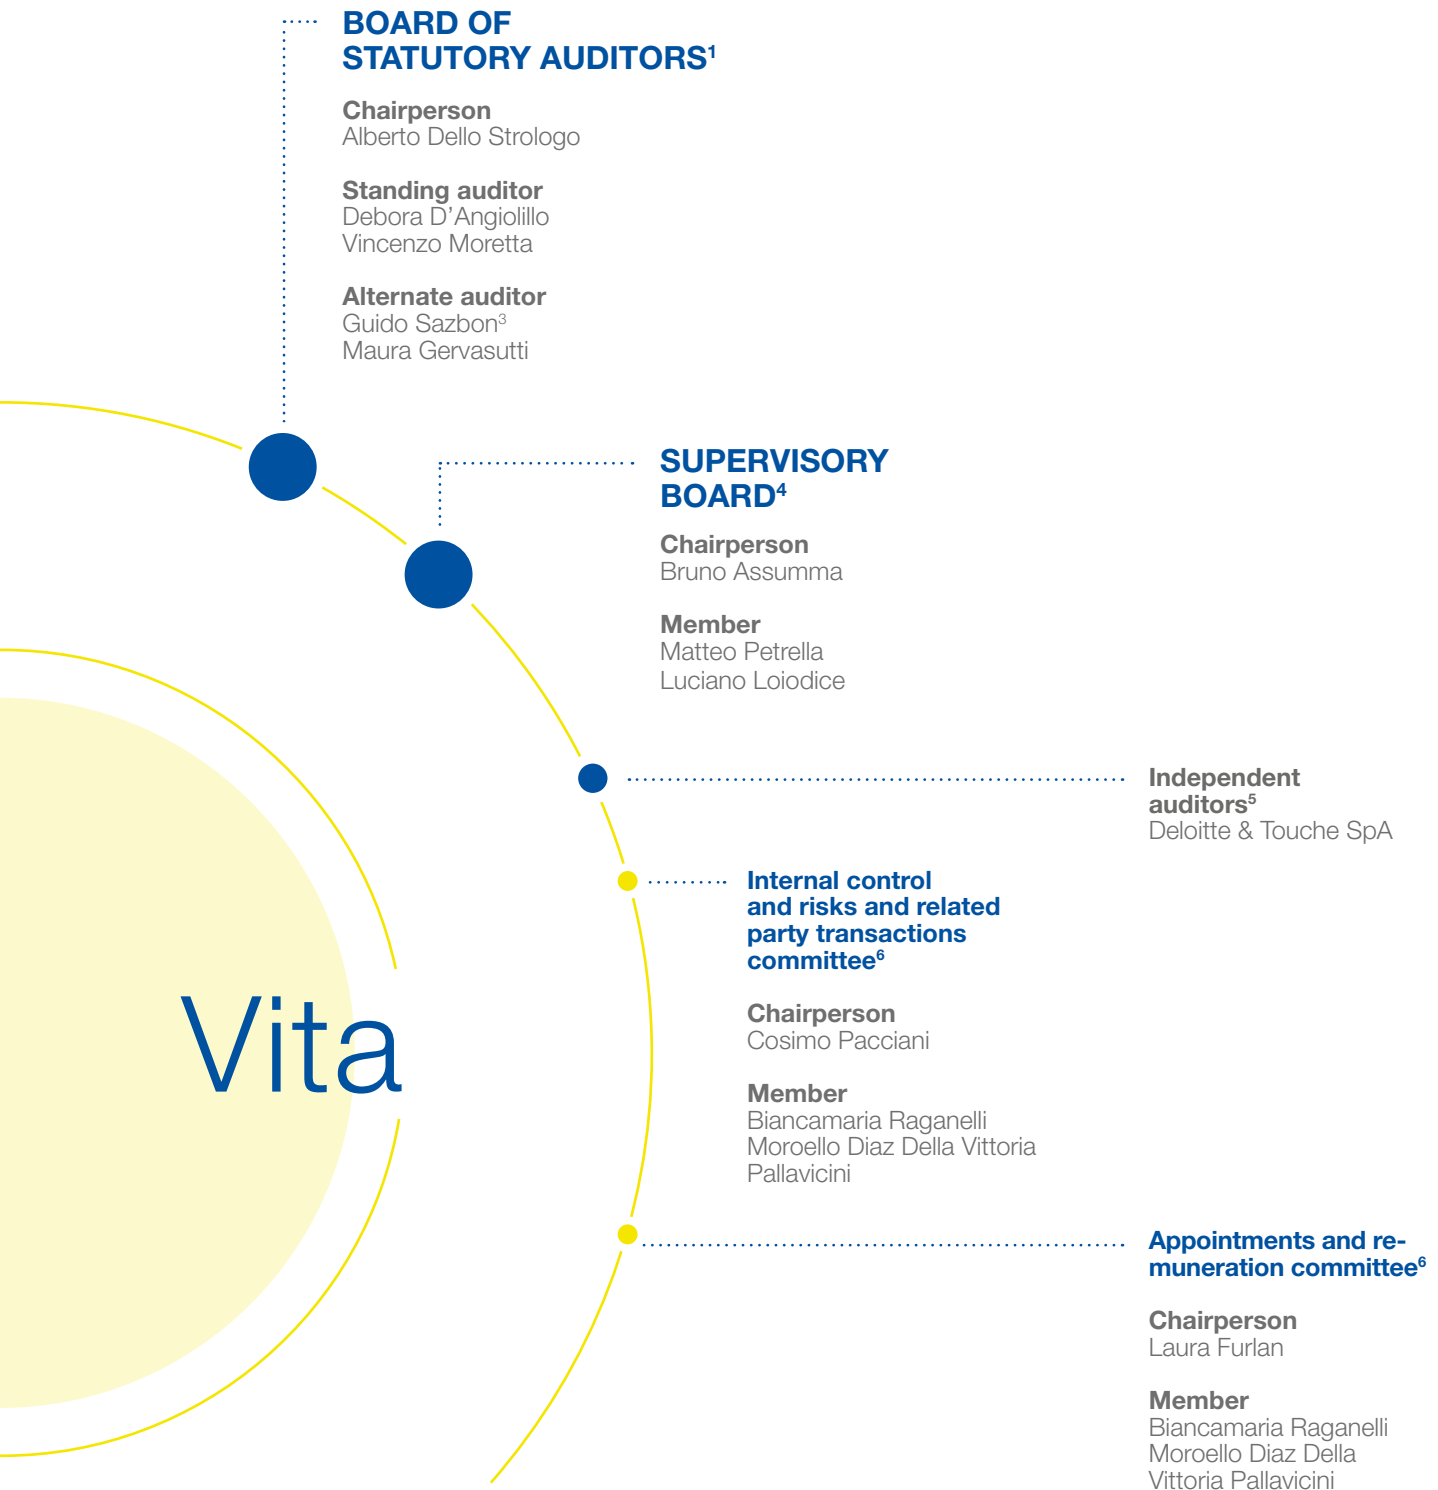 BOARD OF
STATUTORY AUDITORS¹
Chairperson
Alberto Dello Strologo
Standing auditor
Debora D'Angiolillo
Vincenzo Moretta
Alternate auditor
Guido Sazbon³
Maura Gervasutti
SUPERVISORY
BOARD⁴
Chairperson
Bruno Assumma
Member
Matteo Petrella
Luciano Loiodice
Independent
auditors⁵
Deloitte & Touche SpA
Internal control
and risks and related
party transactions
committee⁶
Chairperson
Cosimo Pacciani
Member
Biancamaria Raganelli
Moroello Diaz Della Vittoria
Pallavicini
Vita
Appointments and re-
muneration committee⁶
Chairperson
Laura Furlan
Member
Biancamaria Raganelli
Moroello Diaz Della
Vittoria Pallavicini